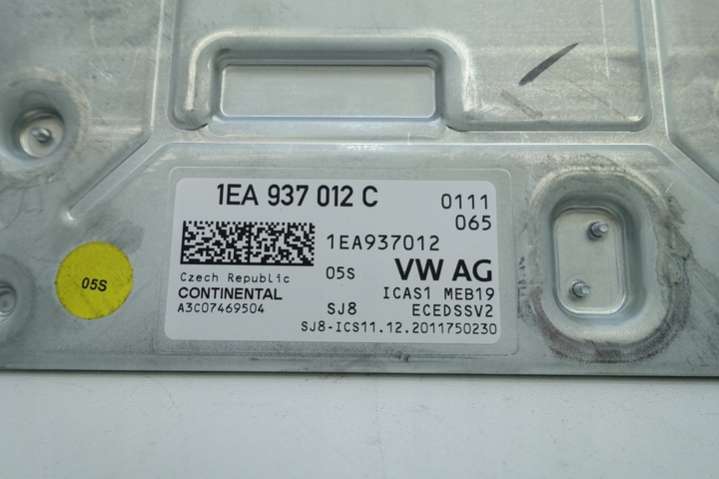 1EA 937 012 C
0111
065
1EA937012
Czech Republic
05S
VW AG
CONTINENTAL
ICAS1 MEB19
A3C07469504
SJ8
ECEDSSV2
SJ8-ICS11.12.2011750230
05S